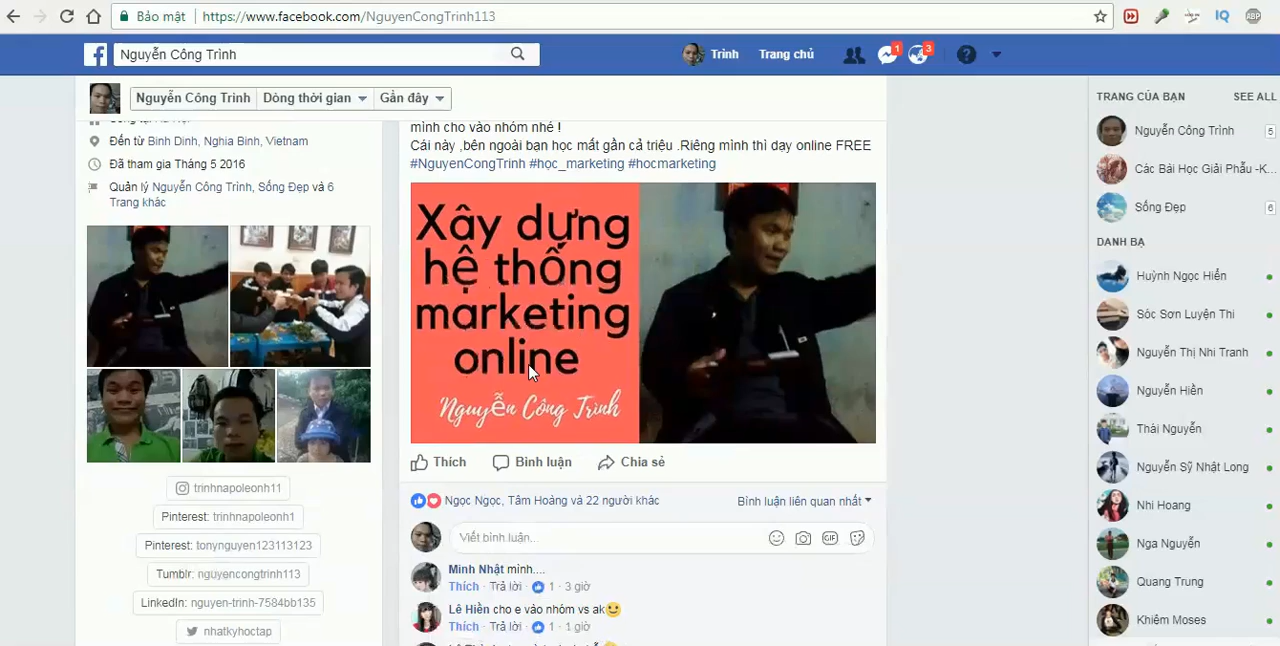 Bảo mật
https://www.facebook.com/NguyenCongTrinh113
IQ
ABP
Nguyễn Công Trình
Trình
Trang chủ
1
3
Nguyễn Công Trình
Dòng thời gian
Gần đây
Đến từ Binh Dinh, Nghia Binh, Vietnam
Đã tham gia Tháng 5 2016
Quản lý Nguyễn Công Trình, Sống Đẹp và 6
Trang khác
trinhnapoleonh11
Pinterest: trinhnapoleonh1
Pinterest: tonynguyen123113123
Tumblr: nguyencongtrinh113
LinkedIn: nguyen-trinh-7584bb135
nhatkyhoctap
mình cho vào nhóm nhé !
Cái này ,bên ngoài bạn học mất gần cả triệu .Riêng mình thì dạy online FREE
#NguyenCongTrinh #học_marketing #hocmarketing
Xây dựng
hệ thống
marketing
online
Nguyễn Công Trình
Thích
Bình luận
Chia sẻ
Ngọc Ngọc, Tâm Hoàng và 22 người khác
Bình luận liên quan nhất
Viết bình luận...
GIF
Minh Nhật mình....
Thích · Trả lời · 1 · 3 giờ
Lê Hiền cho e vào nhóm vs ak
Thích · Trả lời · 1 · 1 giờ
TRANG CỦA BẠN
SEE ALL
Nguyễn Công Trình
5
Các Bài Học Giải Phẫu -K...
Sống Đẹp
6
DANH BẠ
Huỳnh Ngọc Hiển
Sóc Sơn Luyện Thi
Nguyễn Thị Nhi Tranh
Nguyễn Hiền
Thái Nguyễn
Nguyễn Sỹ Nhật Long
Nhi Hoang
Nga Nguyễn
Quang Trung
Khiêm Moses